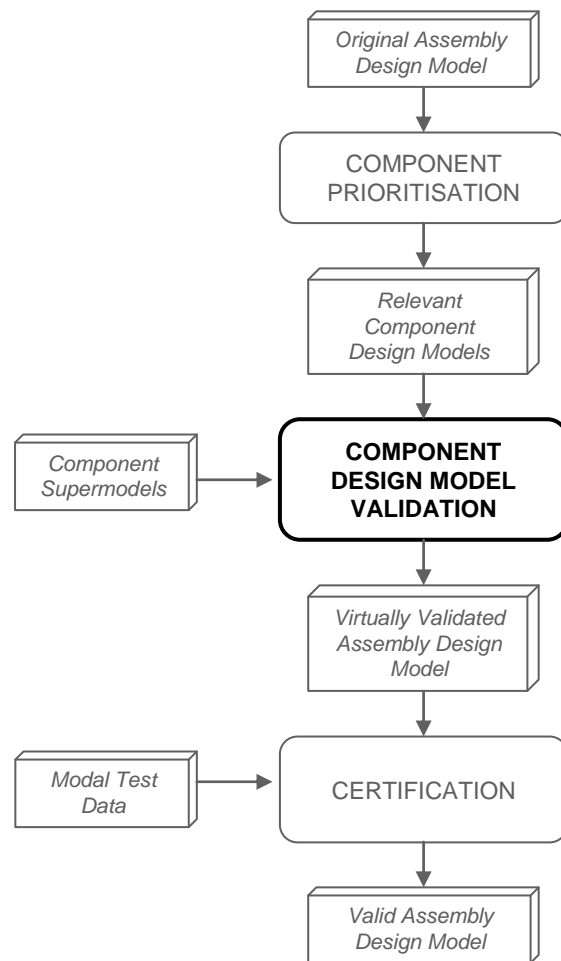 Original Assembly
Design Model
COMPONENT
PRIORITISATION
Relevant
Component
Design Models
Component
Supermodels
COMPONENT
DESIGN MODEL
VALIDATION
Virtually Validated
Assembly Design
Model
Modal Test
Data
CERTIFICATION
Valid Assembly
Design Model